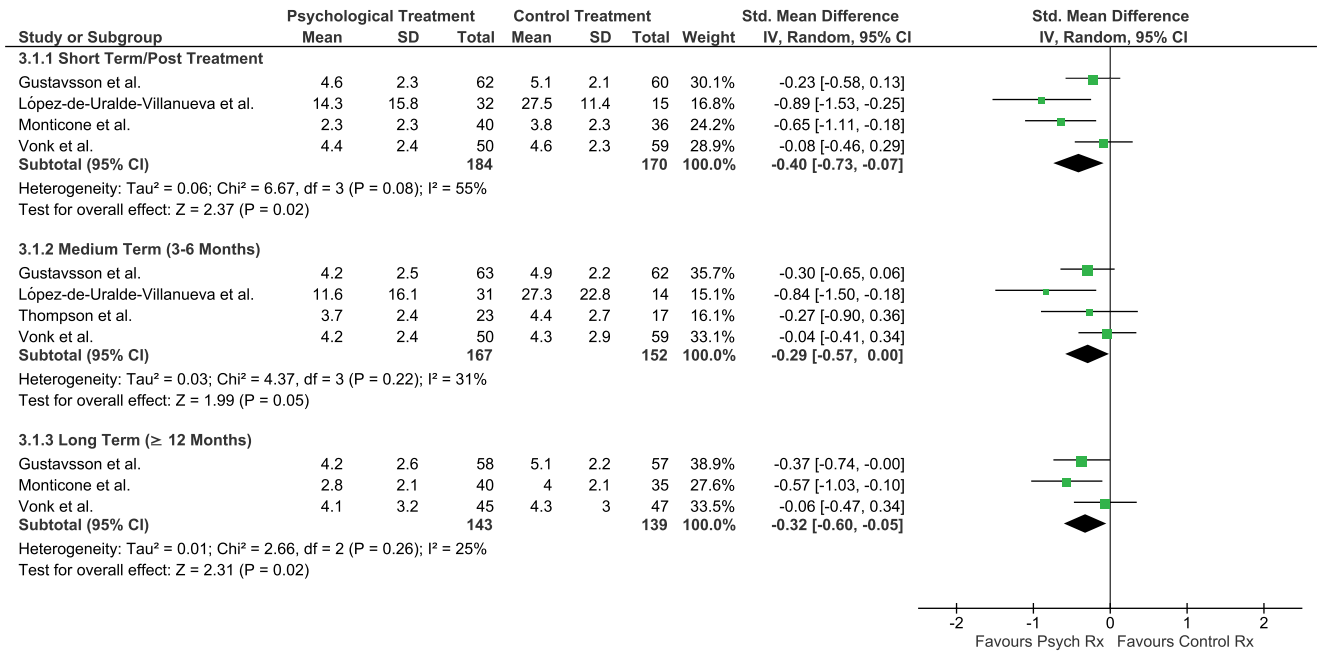 Psychological Treatment Control Treatment Std. Mean Difference Std. Mean Difference
Study or Subgroup Mean SD Total Mean SD Total Weight IV, Random, 95% CI IV, Random, 95% CI
3.1.1 Short Term/Post Treatment
Gustavsson et al. 4.6 2.3 62 5.1 2.1 60 30.1% -0.23 [-0.58, 0.13]
López-de-Uralde-Villanueva et al. 14.3 15.8 32 27.5 11.4 15 16.8% -0.89 [-1.53, -0.25]
Monticone et al. 2.3 2.3 40 3.8 2.3 36 24.2% -0.65 [-1.11, -0.18]
Vonk et al. 4.4 2.4 50 4.6 2.3 59 28.9% -0.08 [-0.46, 0.29]
Subtotal (95% CI) 184 170 100.0% -0.40 [-0.73, -0.07]
Heterogeneity: Tau² = 0.06; Chi² = 6.67, df = 3 (P = 0.08); I² = 55%
Test for overall effect: Z = 2.37 (P = 0.02)
3.1.2 Medium Term (3-6 Months)
Gustavsson et al. 4.2 2.5 63 4.9 2.2 62 35.7% -0.30 [-0.65, 0.06]
López-de-Uralde-Villanueva et al. 11.6 16.1 31 27.3 22.8 14 15.1% -0.84 [-1.50, -0.18]
Thompson et al. 3.7 2.4 23 4.4 2.7 17 16.1% -0.27 [-0.90, 0.36]
Vonk et al. 4.2 2.4 50 4.3 2.9 59 33.1% -0.04 [-0.41, 0.34]
Subtotal (95% CI) 167 152 100.0% -0.29 [-0.57, 0.00]
Heterogeneity: Tau² = 0.03; Chi² = 4.37, df = 3 (P = 0.22); I² = 31%
Test for overall effect: Z = 1.99 (P = 0.05)
3.1.3 Long Term (≥ 12 Months)
Gustavsson et al. 4.2 2.6 58 5.1 2.2 57 38.9% -0.37 [-0.74, -0.00]
Monticone et al. 2.8 2.1 40 4 2.1 35 27.6% -0.57 [-1.03, -0.10]
Vonk et al. 4.1 3.2 45 4.3 3 47 33.5% -0.06 [-0.47, 0.34]
Subtotal (95% CI) 143 139 100.0% -0.32 [-0.60, -0.05]
Heterogeneity: Tau² = 0.01; Chi² = 2.66, df = 2 (P = 0.26); I² = 25%
Test for overall effect: Z = 2.31 (P = 0.02)
-2 -1 0 1 2
Favours Psych Rx Favours Control Rx